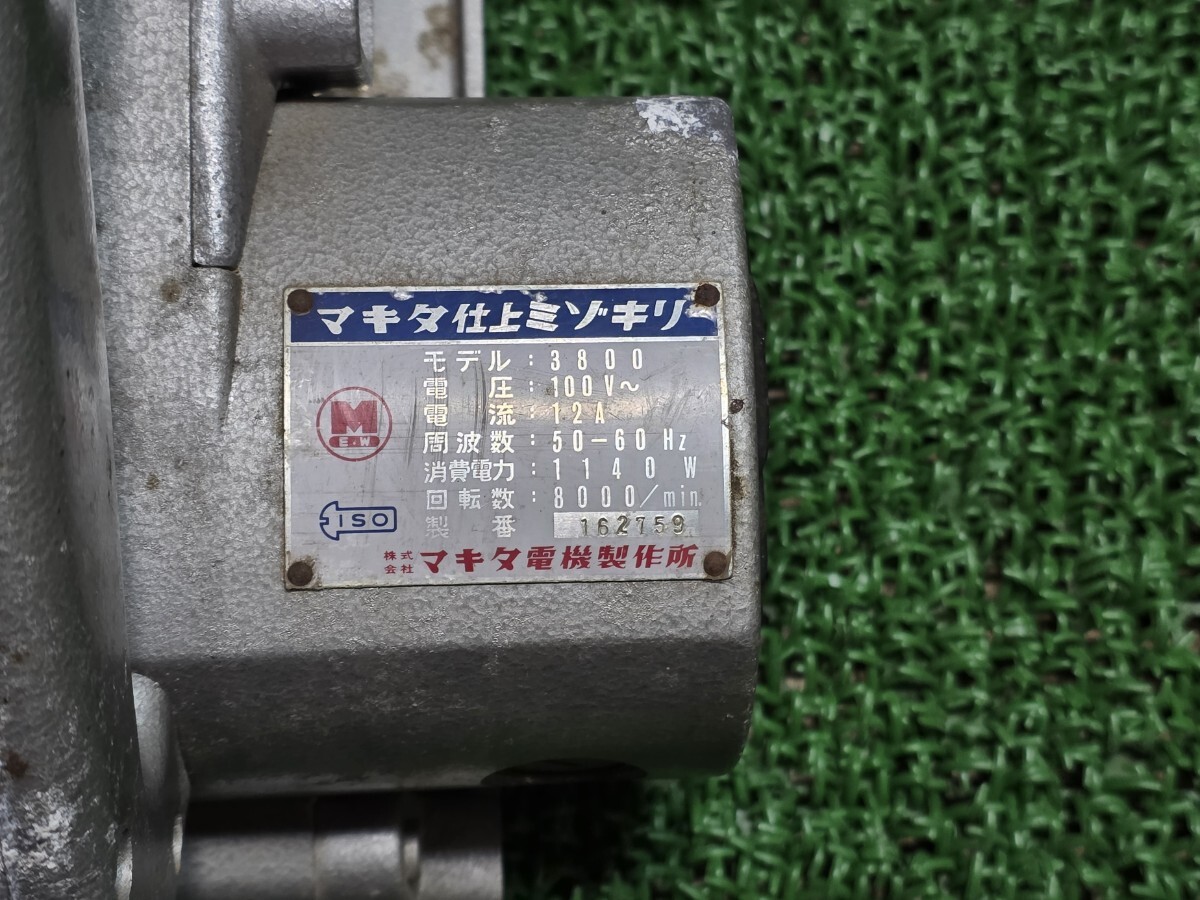 マキタ仕上ミゾキリ
モデル：3800
電圧：100V～
電流：12A
周波数：50－60Hz
消費電力：1140W
回転数：8000/min.
製番 162759
M
E.W
ISO
株式会社マキタ電機製作所